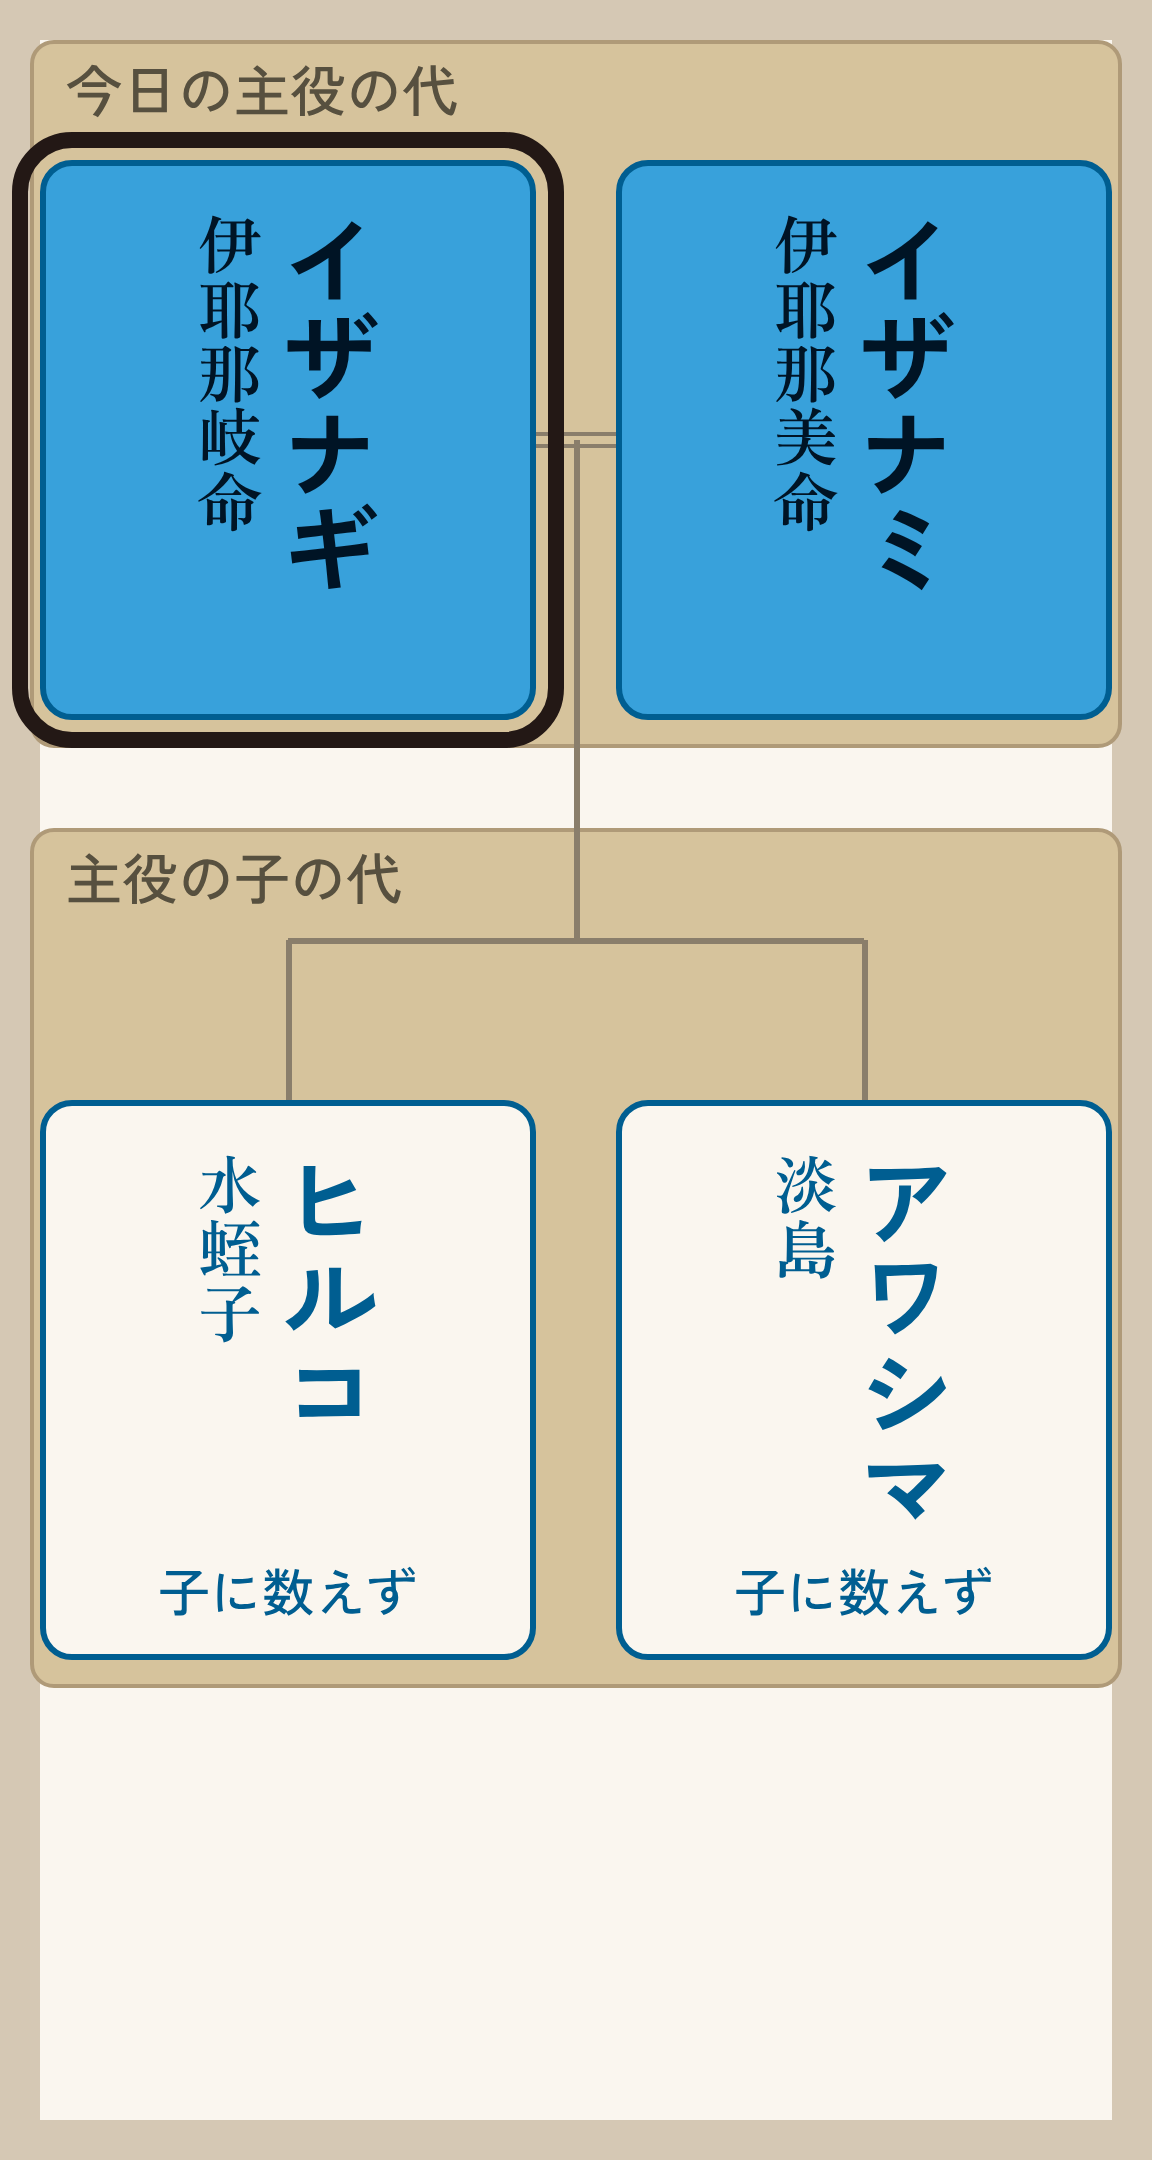 今日の主役の代
イザナギ
伊耶那岐命
イザナミ
伊耶那美命
主役の子の代
ヒルコ
水蛭子
子に数えず
アワシマ
淡島
子に数えず